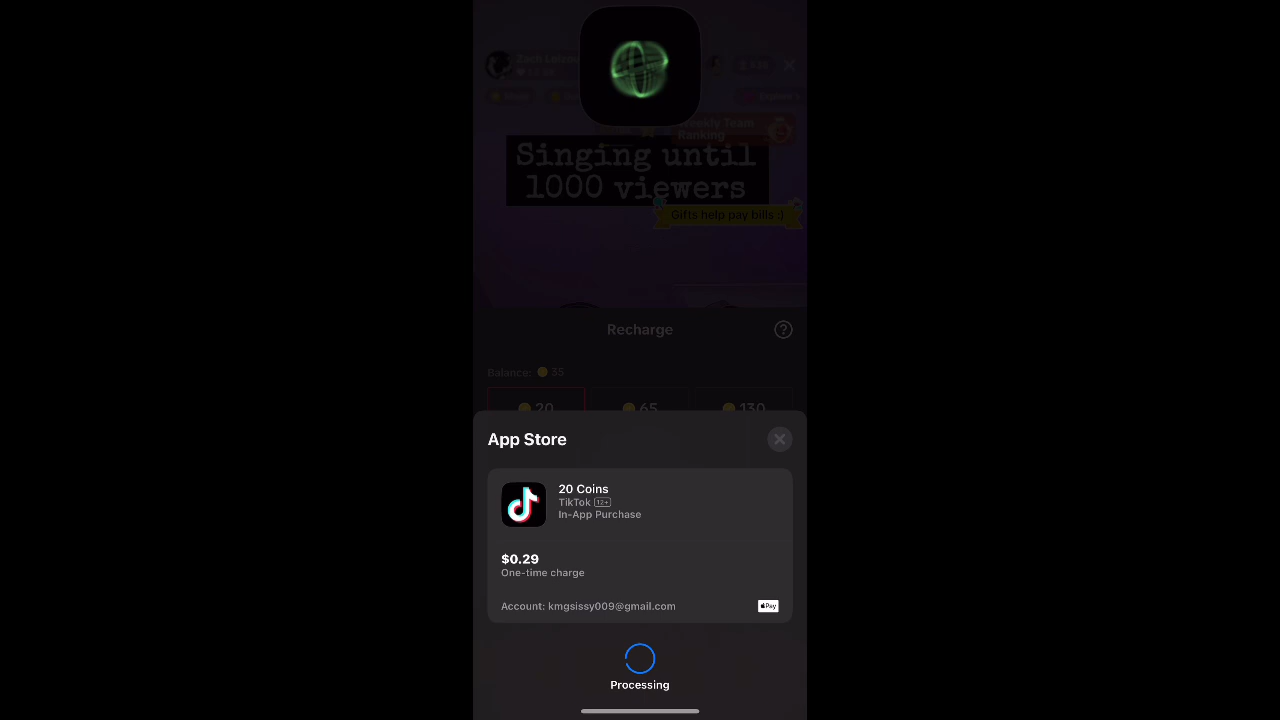 Weekly Team
Ranking
Singing until
1000 viewers
Gifts help pay bills :)
Recharge
?
Balance: 35
20
65
130
App Store
20 Coins
TikTok 12+
In-App Purchase
$0.29
One-time charge
Account: kmgsissy009@gmail.com
Pay
Processing